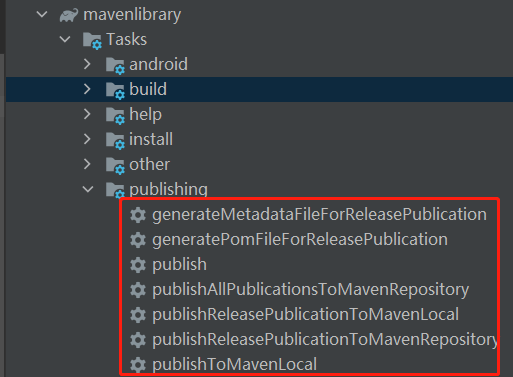 mavenlibrary
Tasks
android
build
help
install
other
publishing
generateMetadataFileForReleasePublication
generatePomFileForReleasePublication
publish
publishAllPublicationsToMavenRepository
publishReleasePublicationToMavenLocal
publishReleasePublicationToMavenRepository
publishToMavenLocal